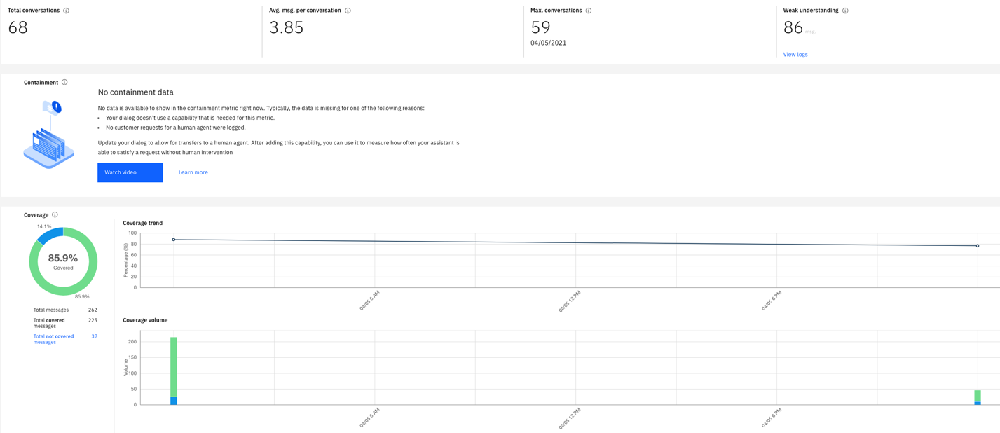 Total conversations
68
Avg. msg. per conversation
3.85
Max. conversations
59
04/05/2021
Weak understanding
86 msg.
View logs
Containment
No containment data
No data is available to show in the containment metric right now. Typically, the data is missing for one of the following reasons:
• Your dialog doesn't use a capability that is needed for this metric.
• No customer requests for a human agent were logged.
Update your dialog to allow for transfers to a human agent. After adding this capability, you can use it to measure how often your assistant is
able to satisfy a request without human intervention
Watch video
Learn more
Coverage
14.1%
85.9%
Covered
85.9%
Total messages 262
Total covered
messages 225
Total not covered
messages 37
Coverage trend
Percentage (%)
100
80
60
40
20
0
04/05 6 AM
04/05 12 PM
04/05 6 PM
Coverage volume
Volume
200
150
100
50
0
04/05 6 AM
04/05 12 PM
04/05 6 PM